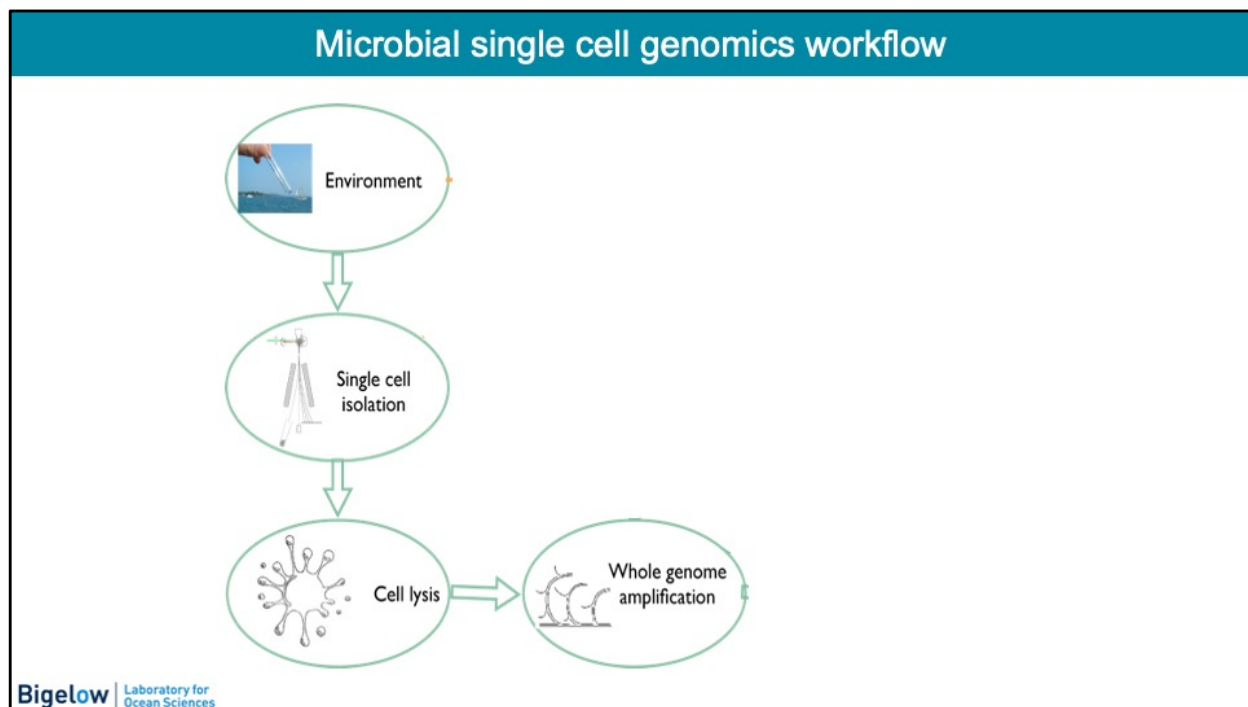 Microbial single cell genomics workflow
Environment
Single cell
isolation
Cell lysis
Whole genome
amplification
Bigelow
Laboratory for
Ocean Sciences